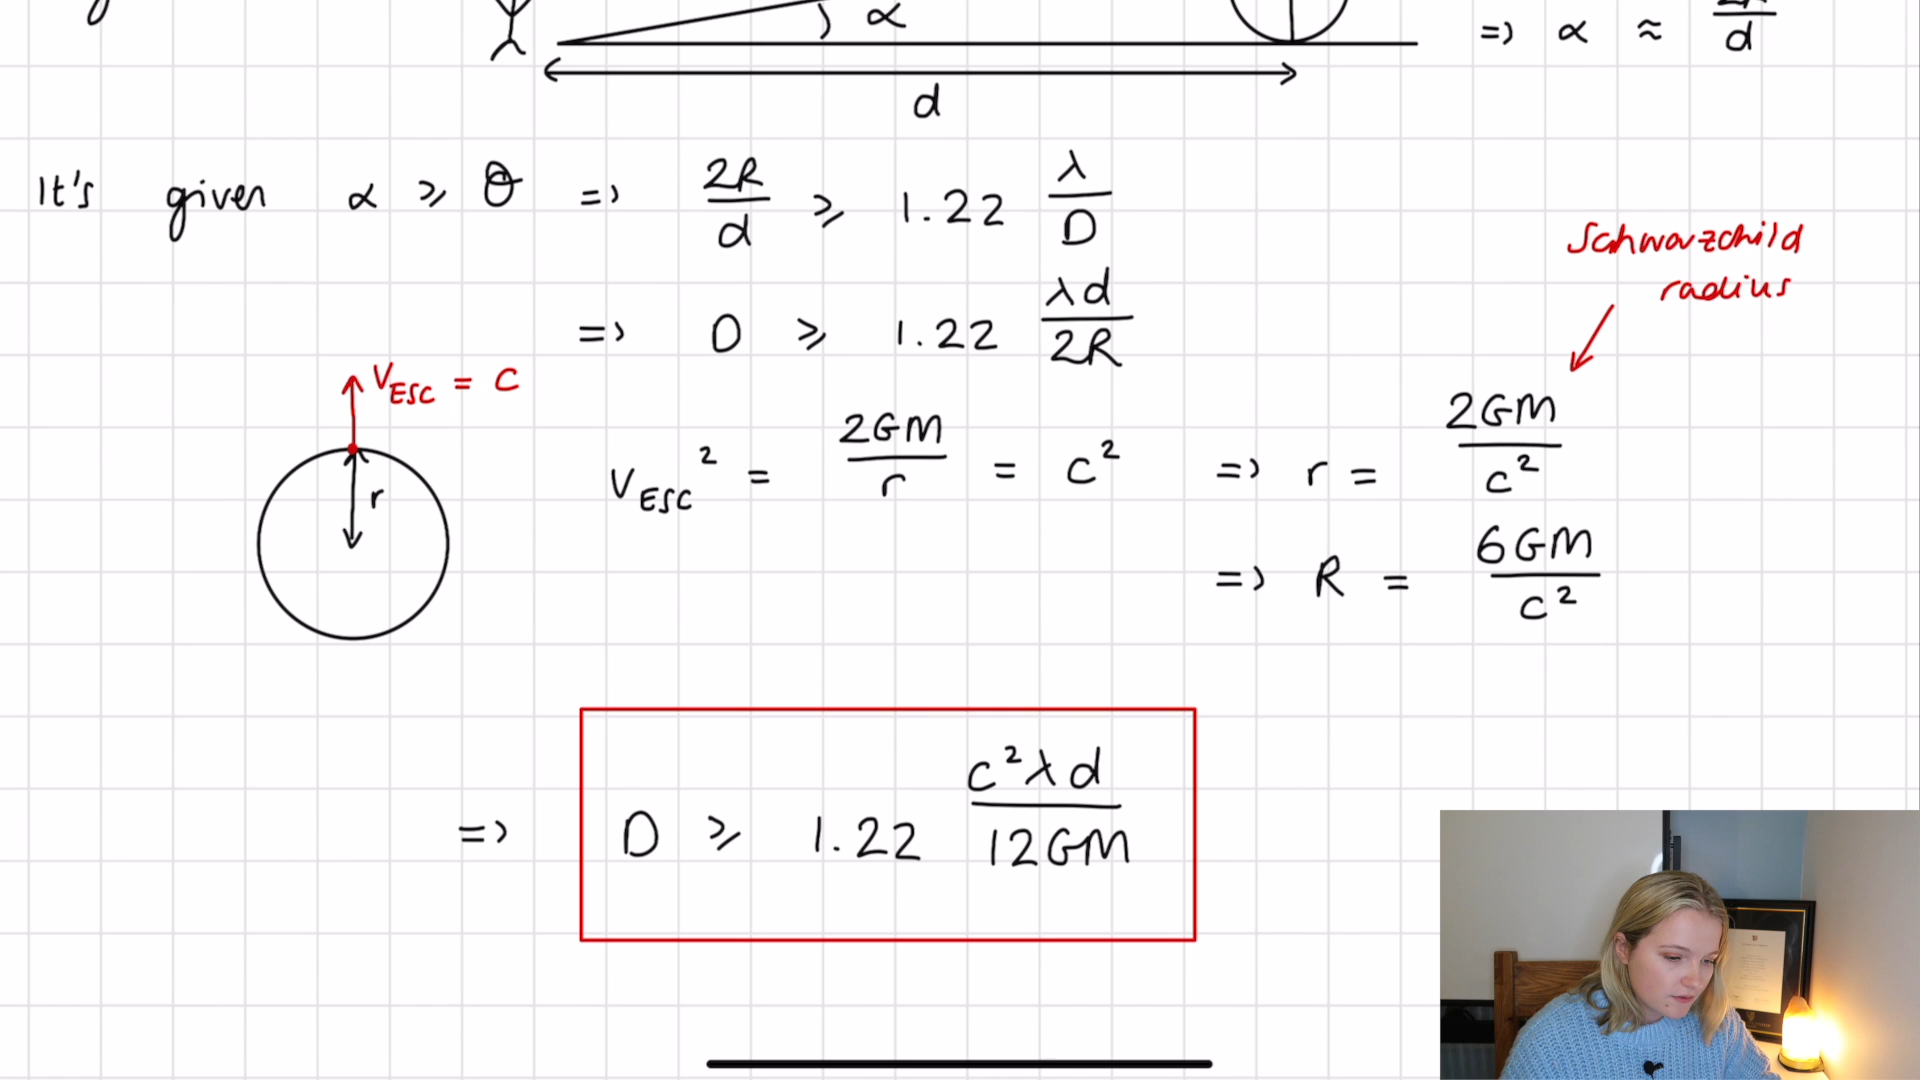 α
=> α ≈ 2R/d
d
It's given α ⩾ θ => 2R/d ⩾ 1.22 λ/D
=> D ⩾ 1.22 λd/2R
Schwarzchild
radius
V_ESC = C
r
V_ESC² = 2GM/r = c² => r = 2GM/c²
=> R = 6GM/c²
=> D ⩾ 1.22 c²λd/12GM